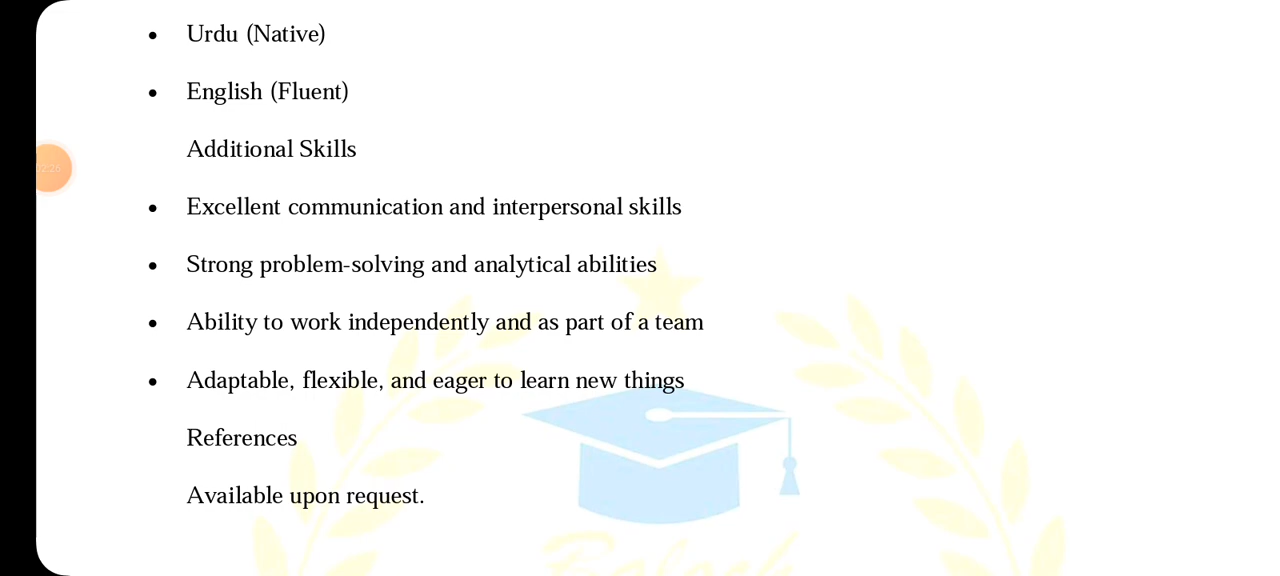 • Urdu (Native)
• English (Fluent)
Additional Skills
• Excellent communication and interpersonal skills
• Strong problem-solving and analytical abilities
• Ability to work independently and as part of a team
• Adaptable, flexible, and eager to learn new things
References
Available upon request.